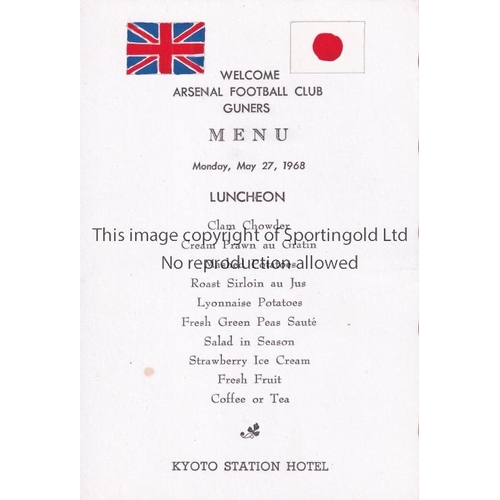 WELCOME
ARSENAL FOOTBALL CLUB
GUNERS
MENU
Monday, May 27, 1968
LUNCHEON
Clam Chowder
This image copyright of Sportingold Ltd
Cream Prawn au Gratin
No reproduction allowed
Mashed Potatoes
Roast Sirloin au Jus
Lyonnaise Potatoes
Fresh Green Peas Sauté
Salad in Season
Strawberry Ice Cream
Fresh Fruit
Coffee or Tea
KYOTO STATION HOTEL